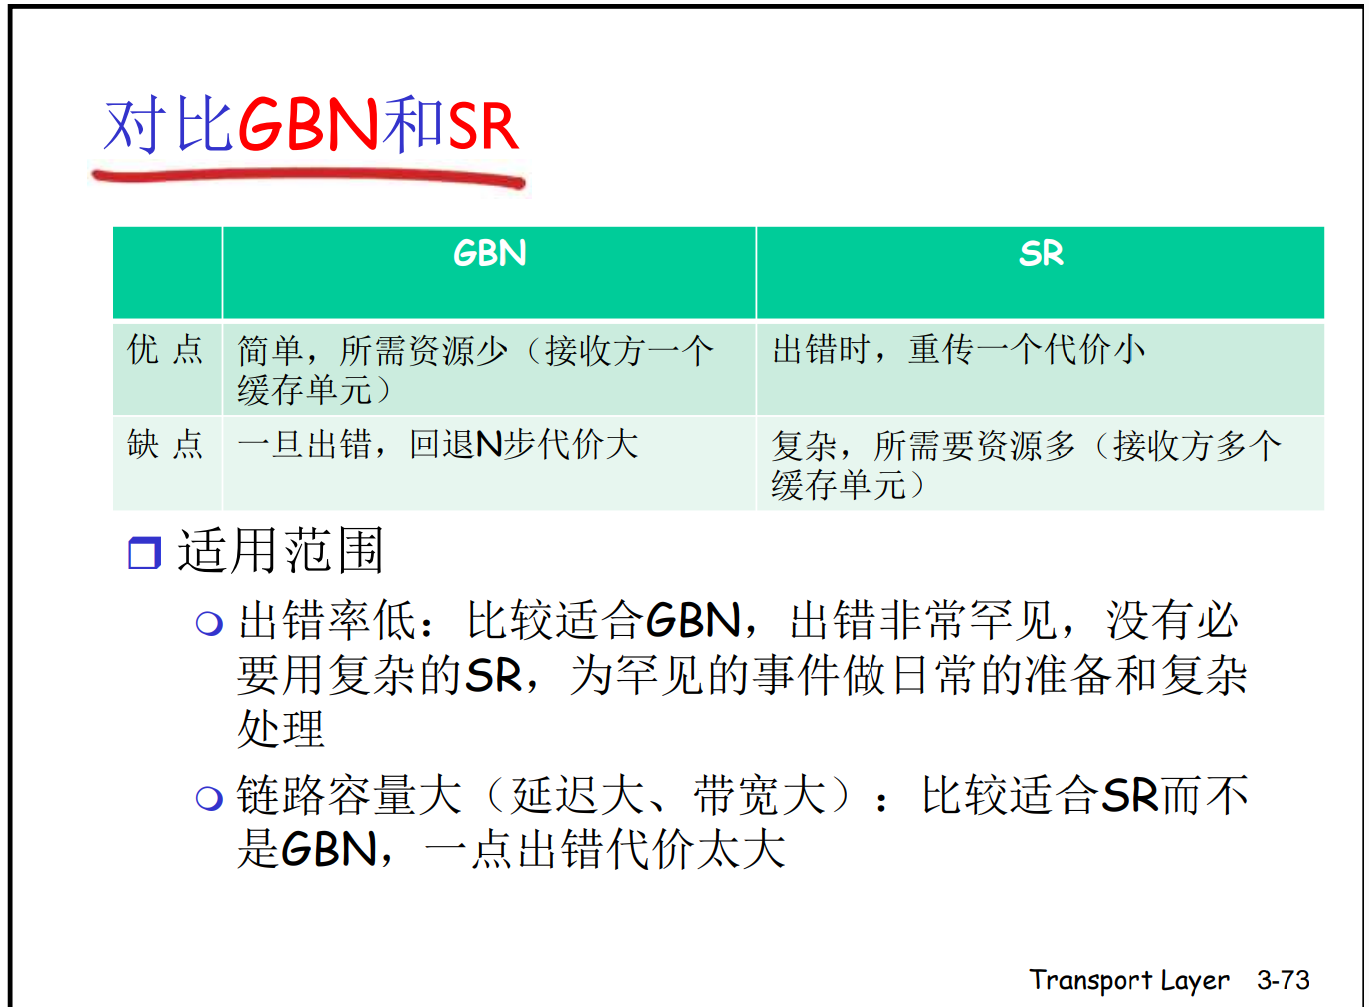 对比GBN和SR
GBN SR
优 点 简单，所需资源少（接收方一个 出错时，重传一个代价小
缓存单元）
缺 点 一旦出错，回退N步代价大 复杂，所需要资源多（接收方多个
缓存单元）
适用范围
出错率低：比较适合GBN，出错非常罕见，没有必
要用复杂的SR，为罕见的事件做日常的准备和复杂
处理
链路容量大（延迟大、带宽大）：比较适合SR而不
是GBN，一点出错代价太大
Transport Layer 3-73